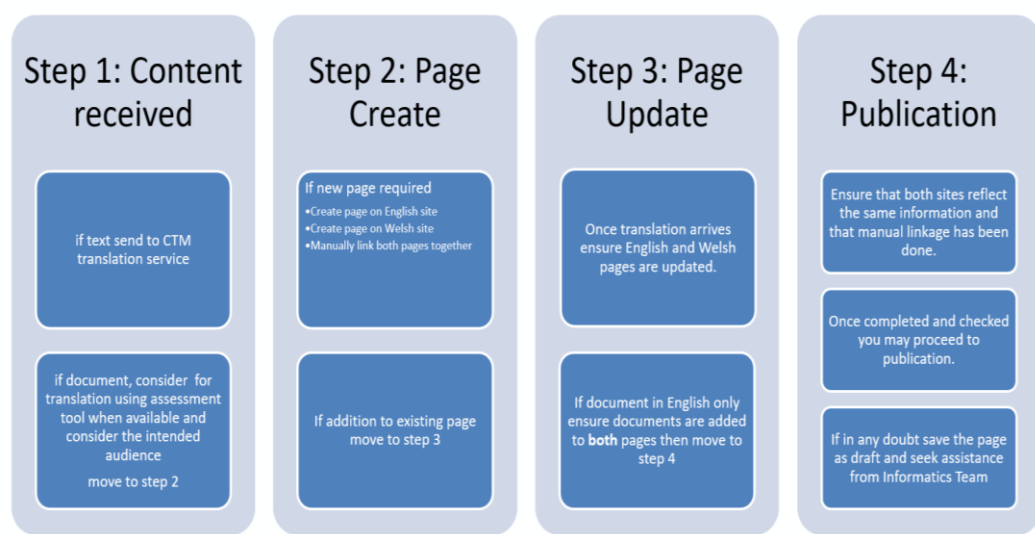 Step 1: Content
received
if text send to CTM
translation service
if document, consider for
translation using assessment
tool when available and
consider the intended
audience
move to step 2
Step 2: Page
Create
If new page required
•Create page on English site
•Create page on Welsh site
•Manually link both pages together
If addition to existing page
move to step 3
Step 3: Page
Update
Once translation arrives
ensure English and Welsh
pages are updated.
If document in English only
ensure documents are added
to both pages then move to
step 4
Step 4:
Publication
Ensure that both sites reflect
the same information and
that manual linkage has been
done.
Once completed and checked
you may proceed to
publication.
If in any doubt save the page
as draft and seek assistance
from Informatics Team